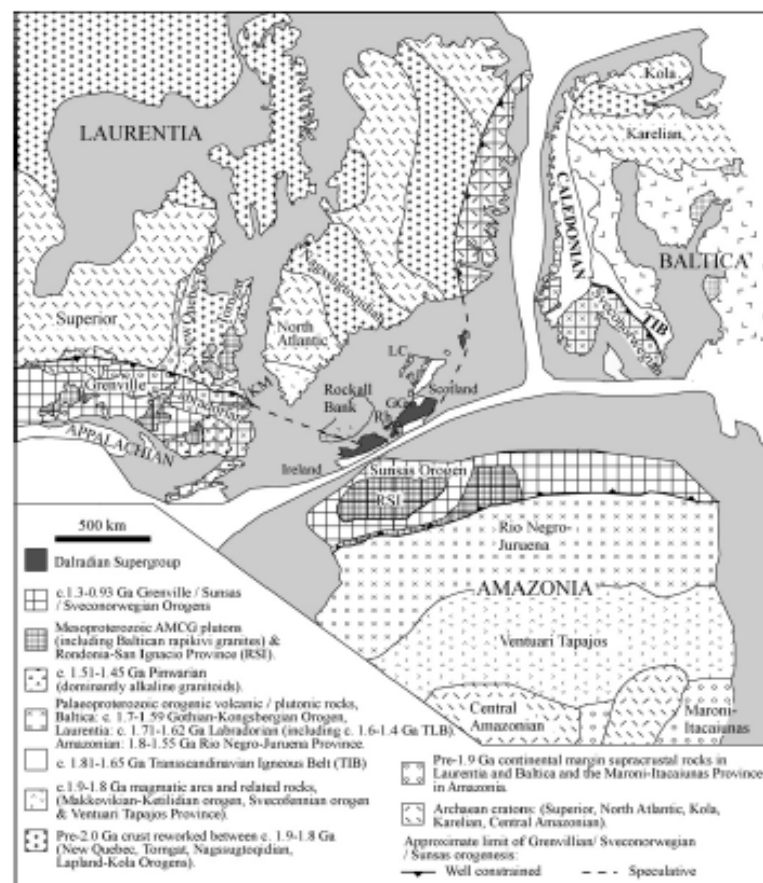 LAURENTIA
Kola
Karelian
CALEDONIAN
BALTICA
TIB
Sveconorwegian
Superior
New Quebec
Torngat
Nagssugtoqidian
North
Atlantic
LC
Scotland
GG
Rh
Rockall
Bank
KM
Grenville
Labradorian
APPALACHIAN
Ireland
Sunsas Orogen
RSI
Rio Negro-
Juruena
AMAZONIA
Ventuari Tapajos
Central
Amazonian
Maroni-
Itacaiunas
500 km
Dalradian Supergroup
c.1.3-0.93 Ga Grenville / Sunsas
/ Sveconorwegian Orogens
Mesoproterozoic AMCG plutons
(including Baltican rapikivi granites) &
Rondonia-San Ignacio Province (RSI).
c. 1.51-1.45 Ga Pinwarian
(dominantly alkaline granitoids).
Palaeoproterozoic orogenic volcanic / plutonic rocks,
Baltica: c. 1.7-1.59 Gothian-Kongsbergian Orogen,
Laurentia: c. 1.71-1.62 Ga Labradorian (including c. 1.6-1.4 Ga TLB).
Amazonian: 1.8-1.55 Ga Rio Negro-Juruena Province.
c. 1.81-1.65 Ga Transscandinavian Igneous Belt (TIB)
c.1.9-1.8 Ga magmatic arcs and related rocks,
(Makkovikian-Ketilidian orogen, Svecofennian orogen
& Ventuari Tapajos Province).
Pre-2.0 Ga crust reworked between c. 1.9-1.8 Ga
(New Quebec, Torngat, Nagssugtoqidian,
Lapland-Kola Orogens).
Pre-1.9 Ga continental margin supracrustal rocks in
Laurentia and Baltica and the Maroni-Itacaiunas Province
in Amazonia.
Archaean cratons: (Superior, North Atlantic, Kola,
Karelian, Central Amazonian).
Approximate limit of Grenvillian/ Sveconorwegian
/ Sunsas orogenesis:
Well constrained
Speculative